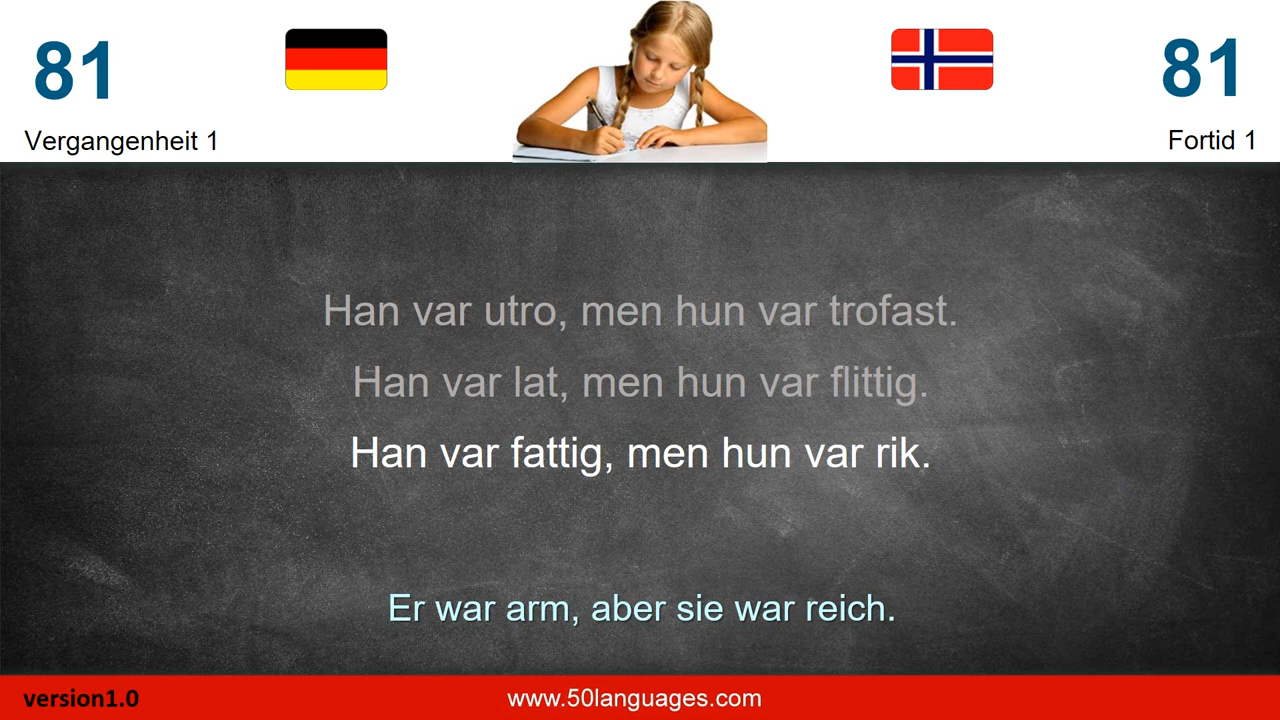 81
81
Vergangenheit 1
Fortid 1
Han var utro, men hun var trofast.
Han var lat, men hun var flittig.
Han var fattig, men hun var rik.
Er war arm, aber sie war reich.
version1.0
www.50languages.com